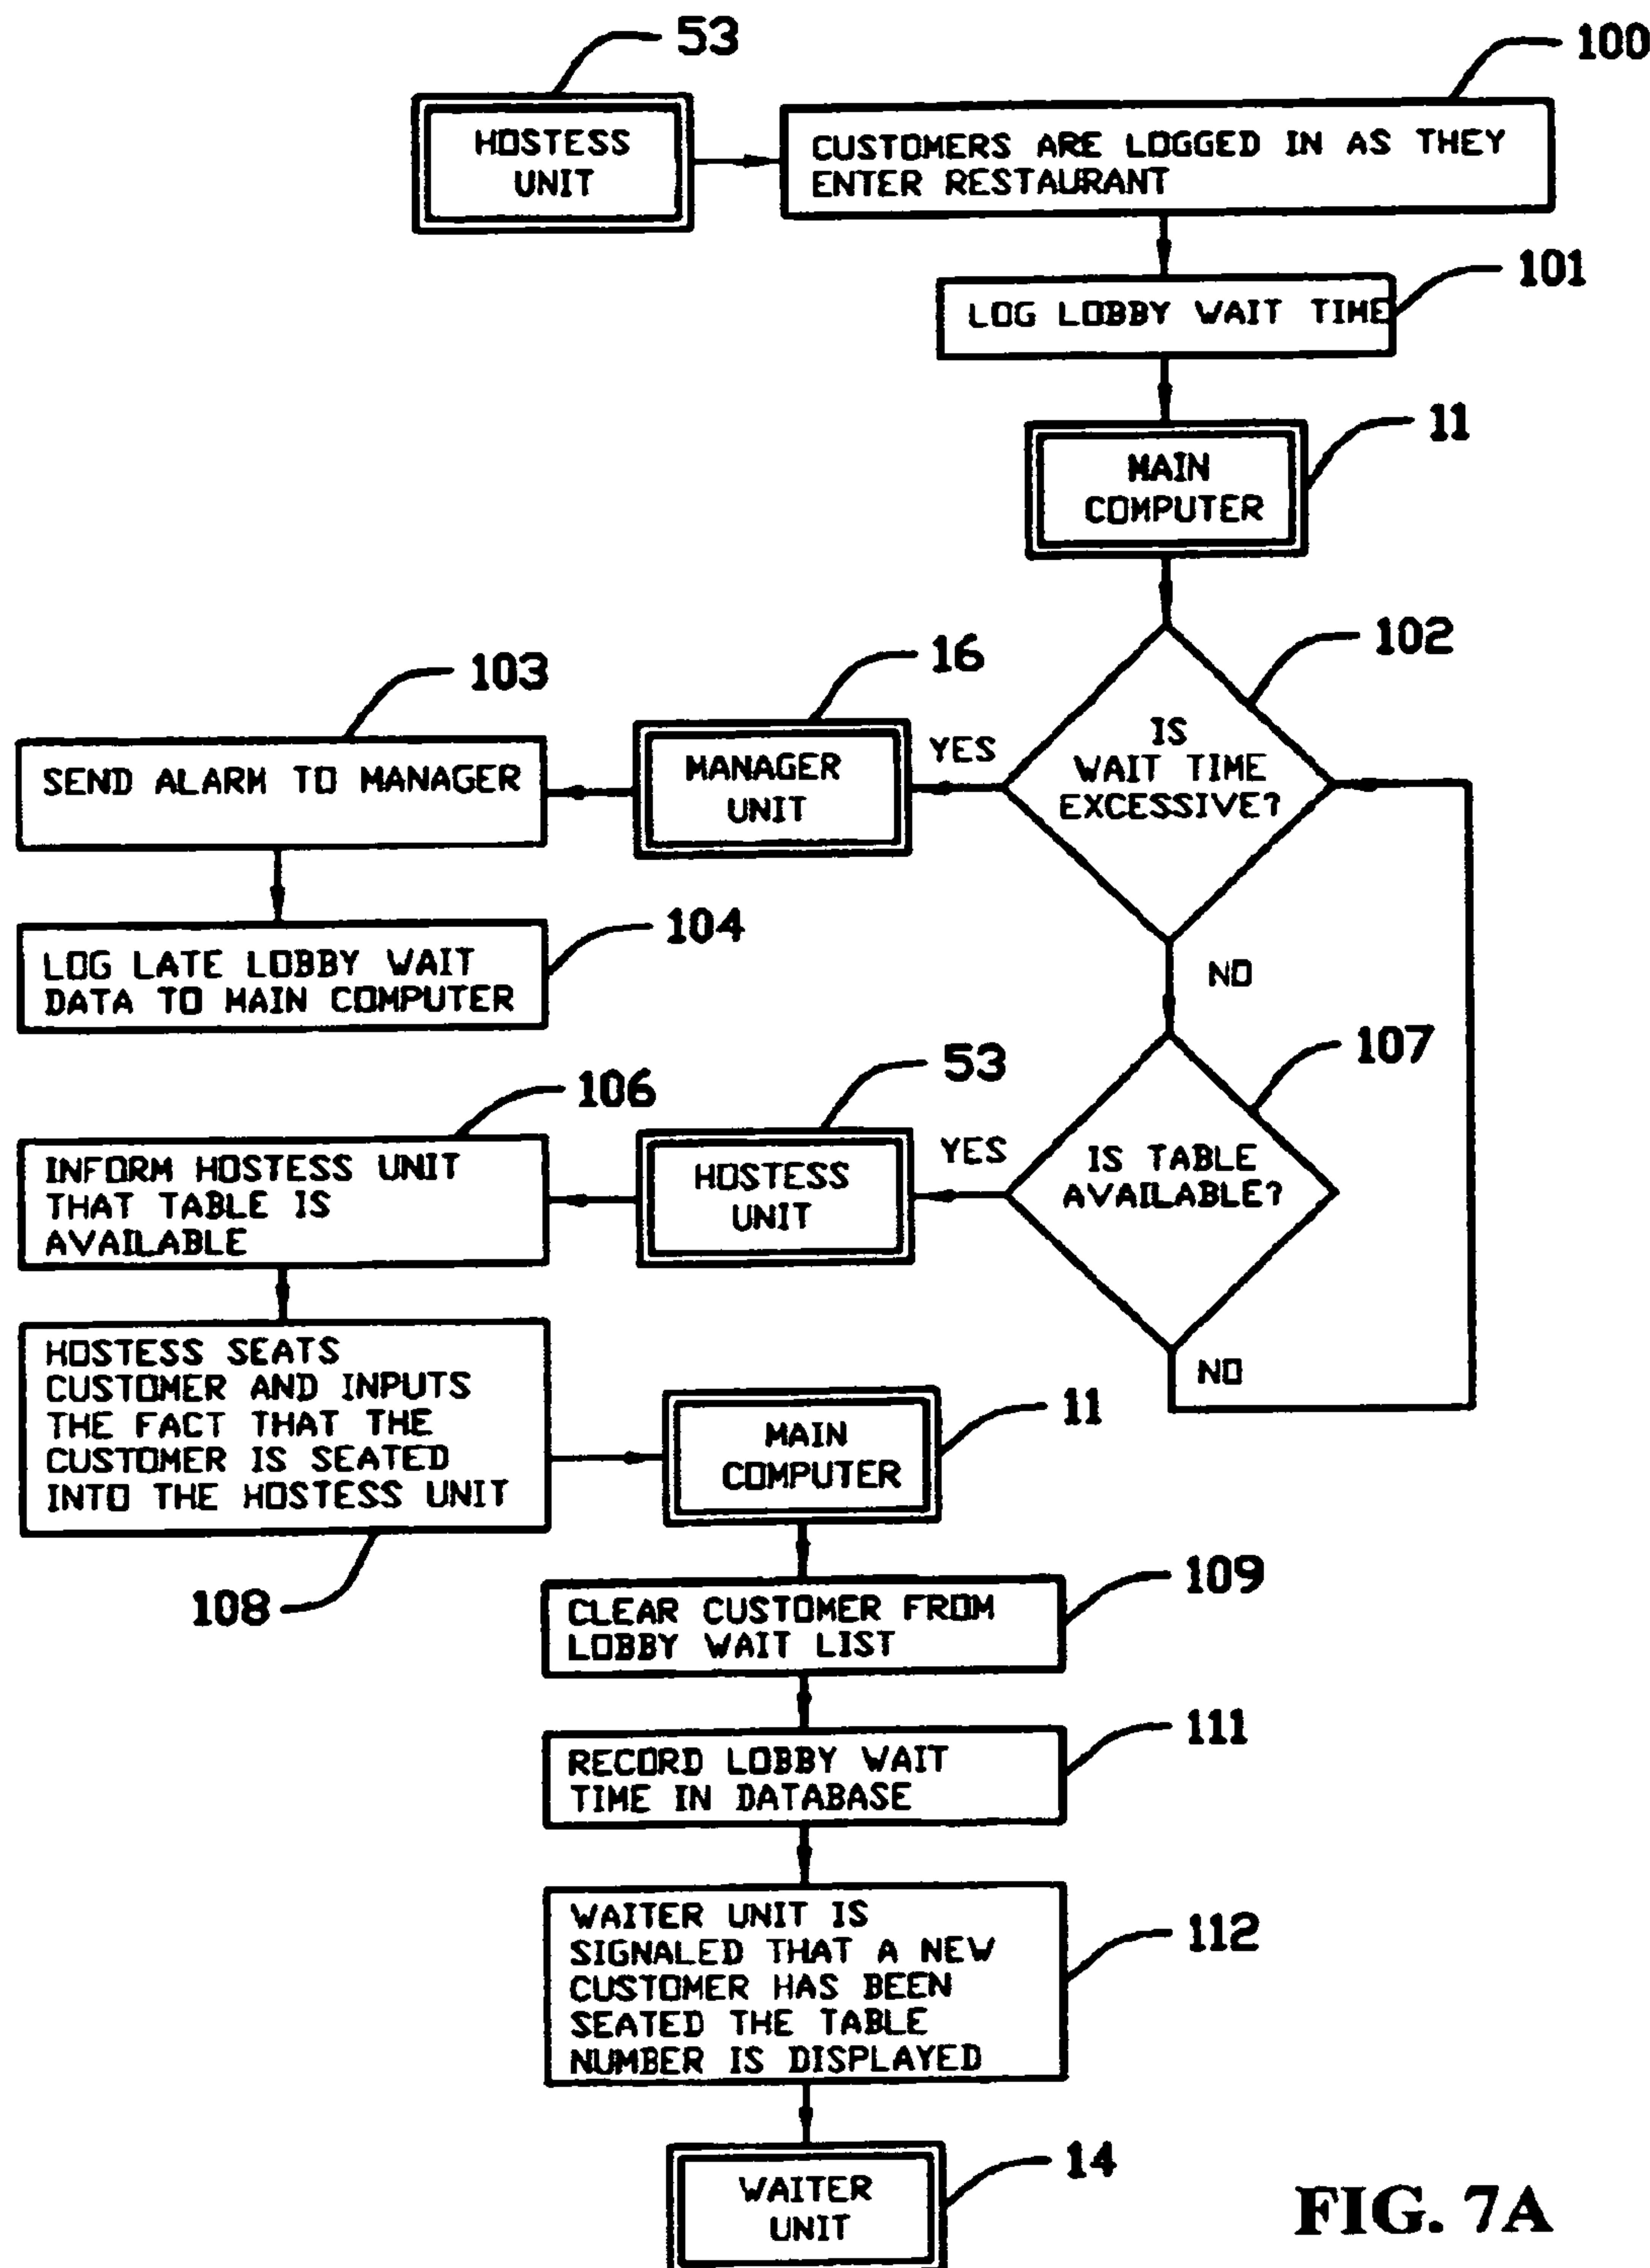 53
100
HOSTESS
UNIT
CUSTOMERS ARE LOGGED IN AS THEY
ENTER RESTAURANT
101
LOG LOBBY WAIT TIME
11
MAIN
COMPUTER
102
IS
WAIT TIME
EXCESSIVE?
YES
16
MANAGER
UNIT
103
SEND ALARM TO MANAGER
104
LOG LATE LOBBY WAIT
DATA TO MAIN COMPUTER
NO
107
IS TABLE
AVAILABLE?
YES
53
HOSTESS
UNIT
106
INFORM HOSTESS UNIT
THAT TABLE IS
AVAILABLE
NO
HOSTESS SEATS
CUSTOMER AND INPUTS
THE FACT THAT THE
CUSTOMER IS SEATED
INTO THE HOSTESS UNIT
108
11
MAIN
COMPUTER
109
CLEAR CUSTOMER FROM
LOBBY WAIT LIST
111
RECORD LOBBY WAIT
TIME IN DATABASE
112
WAITER UNIT IS
SIGNALED THAT A NEW
CUSTOMER HAS BEEN
SEATED THE TABLE
NUMBER IS DISPLAYED
14
WAITER
UNIT
FIG. 7A